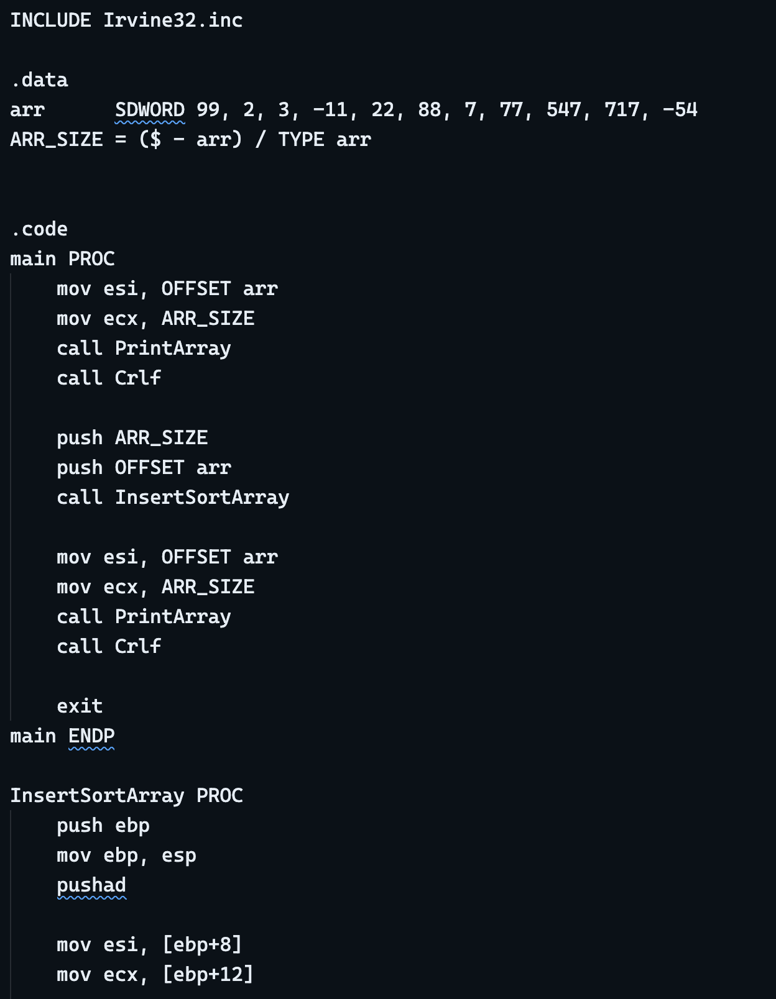 INCLUDE Irvine32.inc
.data
arr      SDWORD 99, 2, 3, -11, 22, 88, 7, 77, 547, 717, -54
ARR_SIZE = ($ - arr) / TYPE arr
.code
main PROC
    mov esi, OFFSET arr
    mov ecx, ARR_SIZE
    call PrintArray
    call Crlf
    push ARR_SIZE
    push OFFSET arr
    call InsertSortArray
    mov esi, OFFSET arr
    mov ecx, ARR_SIZE
    call PrintArray
    call Crlf
    exit
main ENDP
InsertSortArray PROC
    push ebp
    mov ebp, esp
    pushad
    mov esi, [ebp+8]
    mov ecx, [ebp+12]